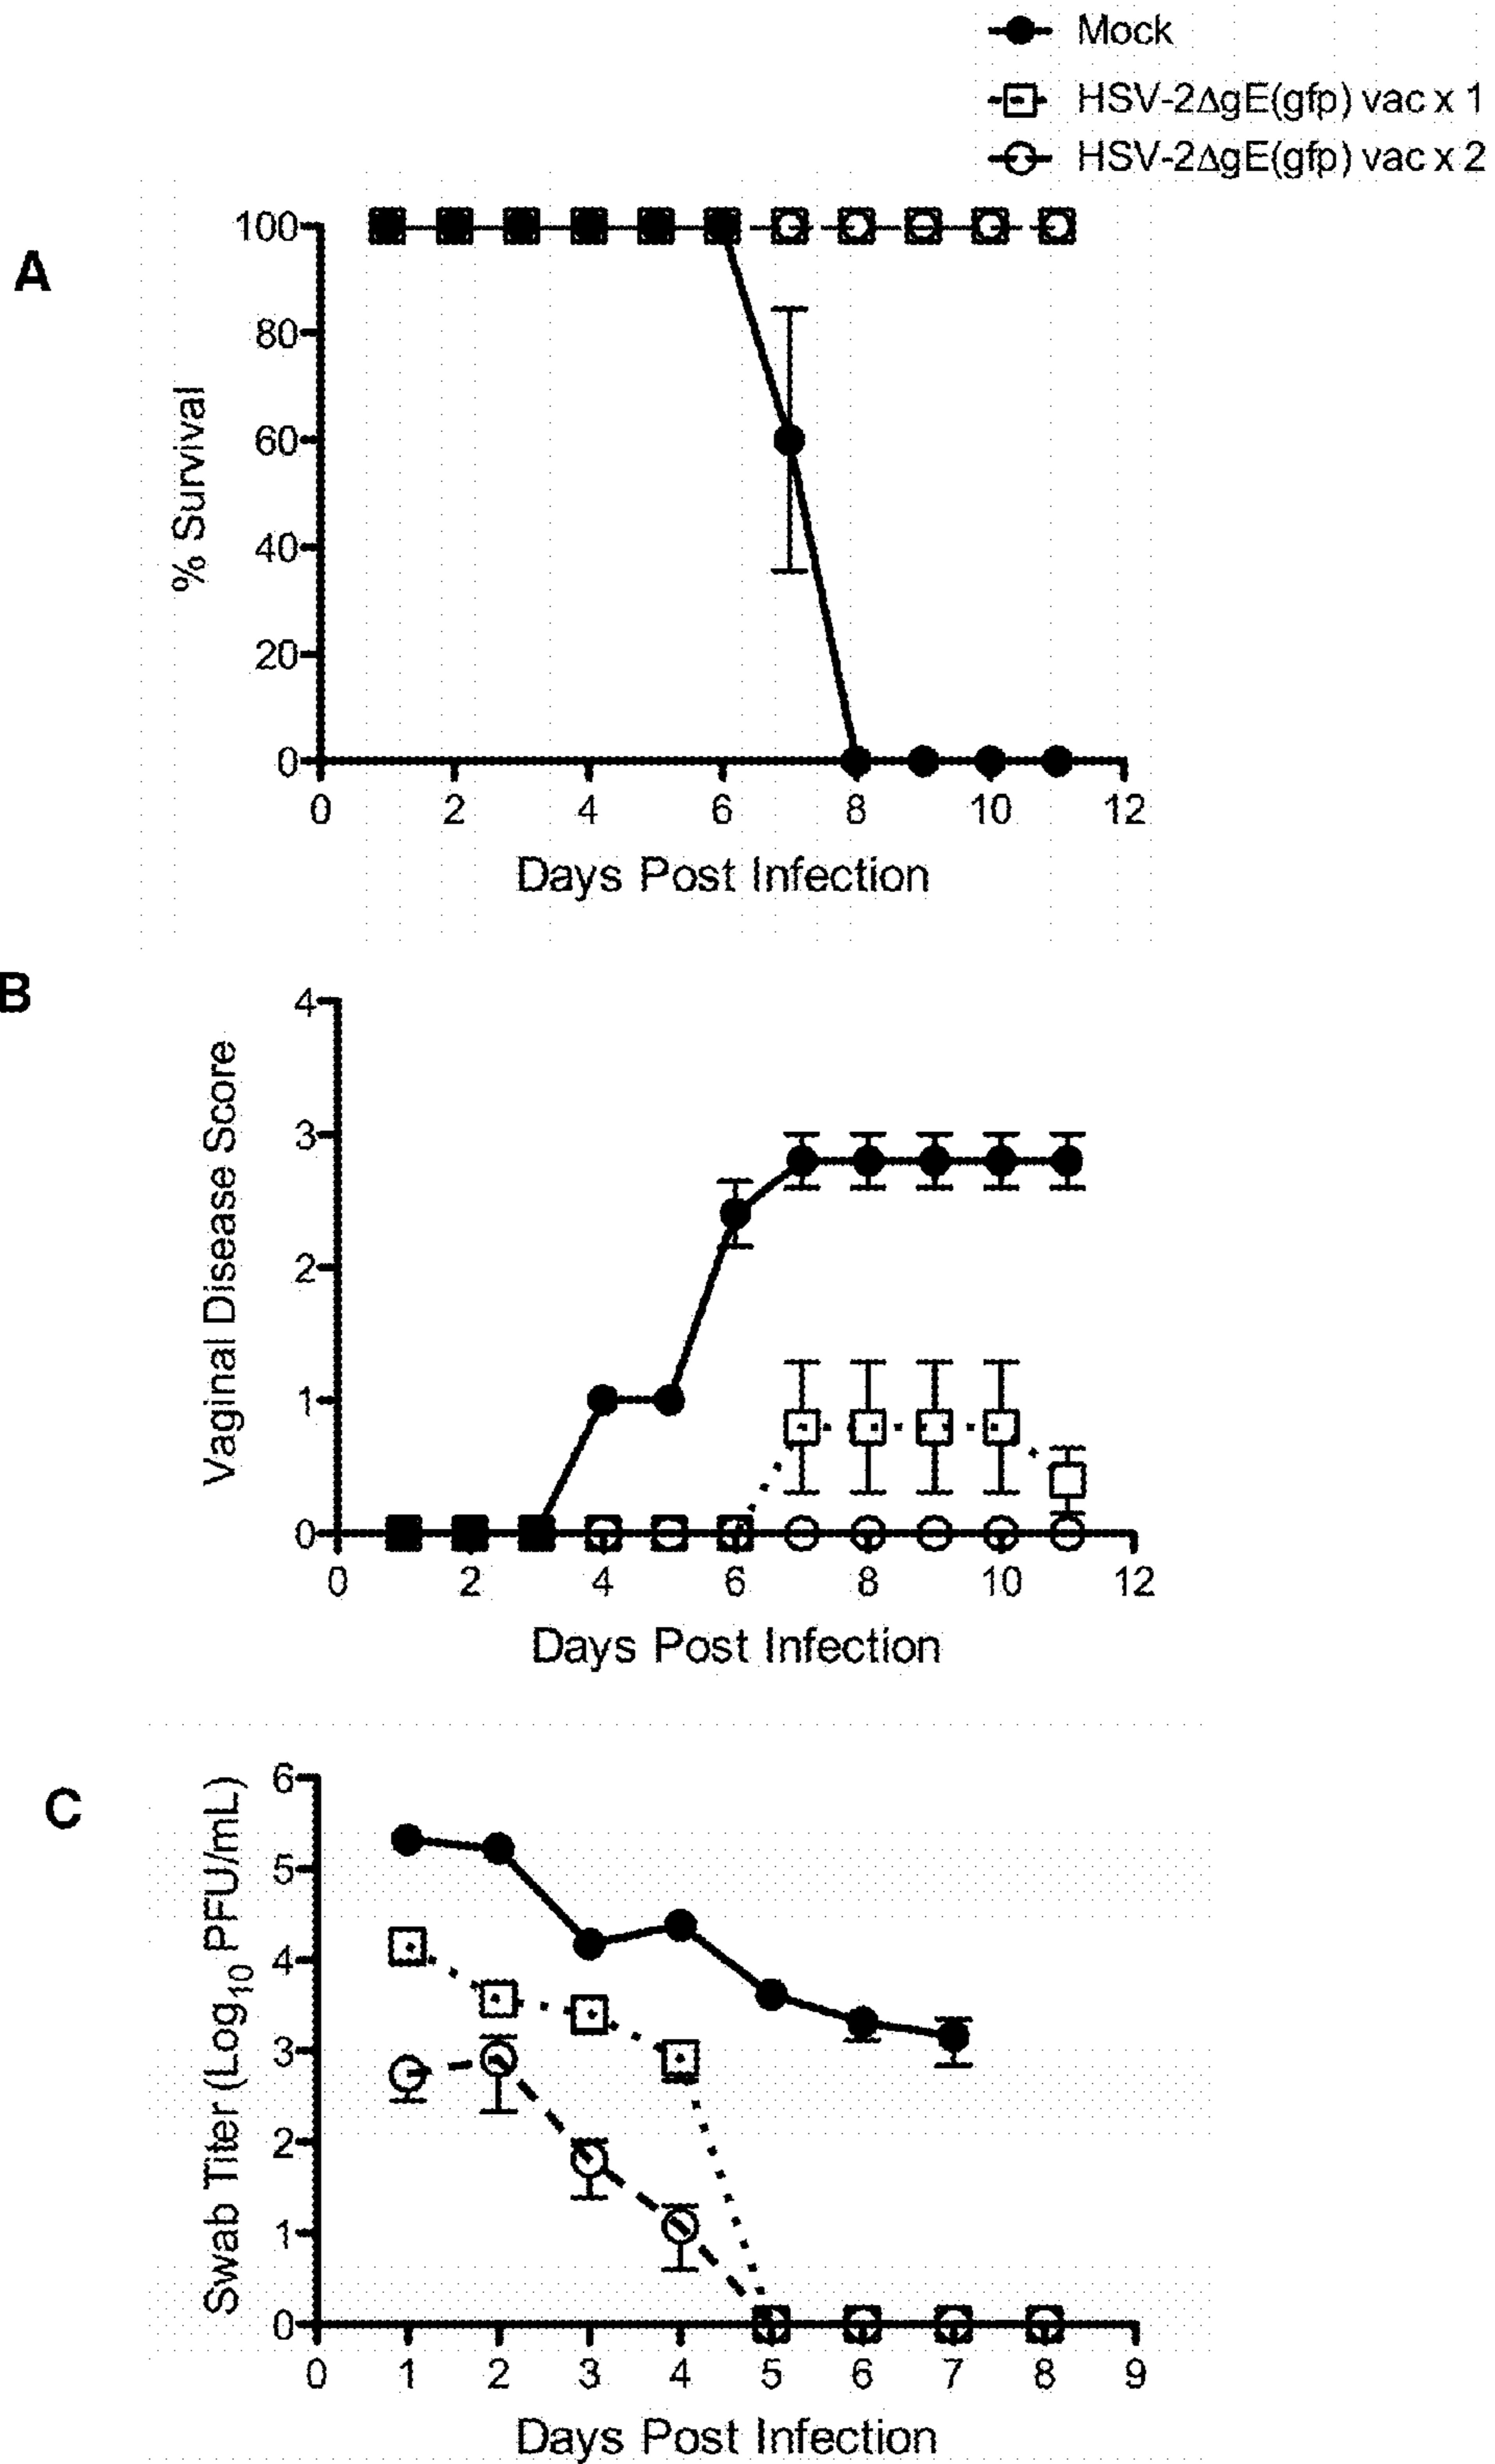 Mock
HSV-2ΔgE(gfp) vac x 1
HSV-2ΔgE(gfp) vac x 2
A
% Survival
100
80
60
40
20
0
0 2 4 6 8 10 12
Days Post Infection
B
Vaginal Disease Score
4
3
2
1
0
0 2 4 6 8 10 12
Days Post Infection
C
Swab Titer (Log10 PFU/mL)
6
5
4
3
2
1
0
0 1 2 3 4 5 6 7 8 9
Days Post Infection